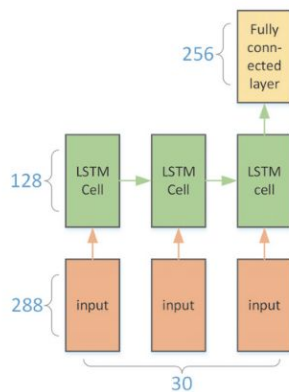 Fully
conn-
ected
layer
256
LSTM
Cell
LSTM
Cell
LSTM
cell
128
input
input
input
288
30